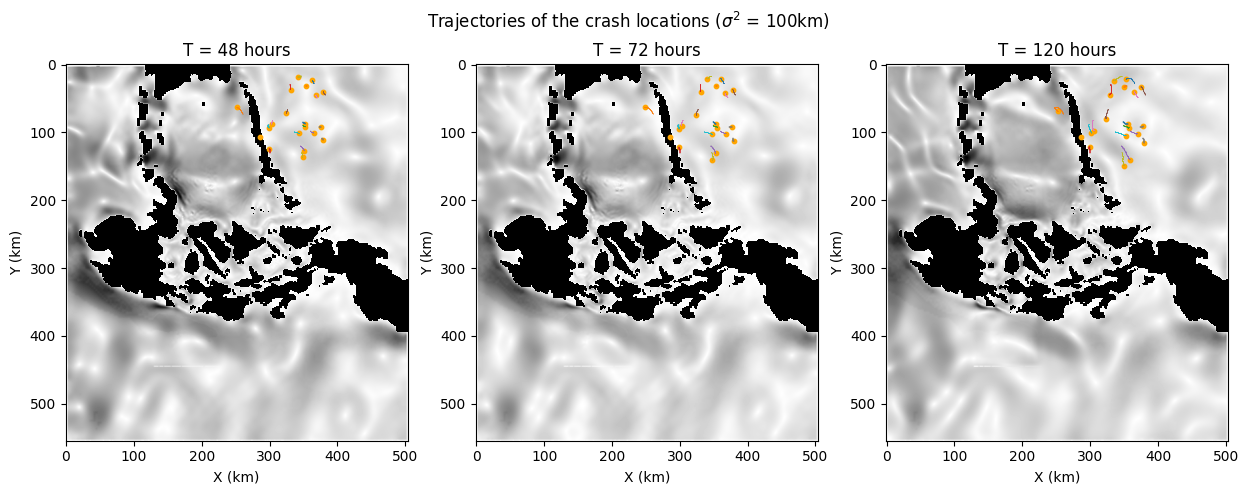 Trajectories of the crash locations (σ² = 100km)
T = 48 hours
T = 72 hours
T = 120 hours
0
100
200
300
400
500
Y (km)
0 100 200 300 400 500
X (km)
0
100
200
300
400
500
Y (km)
0 100 200 300 400 500
X (km)
0
100
200
300
400
500
Y (km)
0 100 200 300 400 500
X (km)